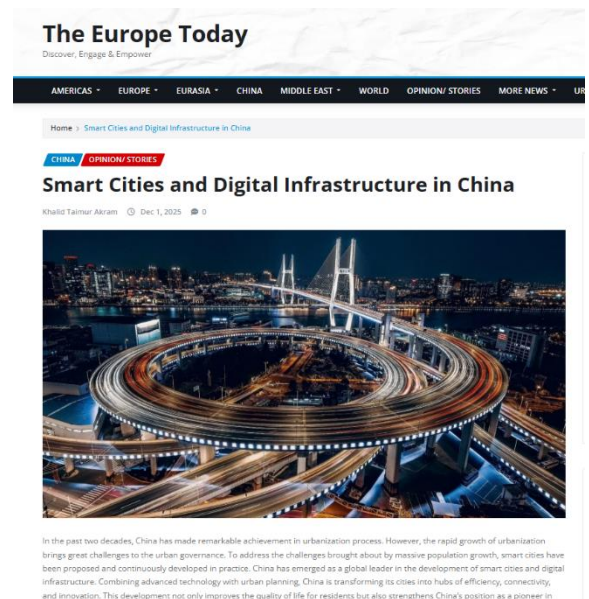 The Europe Today
Discover, Engage & Empower
AMERICAS EUROPE EURASIA CHINA MIDDLE EAST WORLD OPINION/ STORIES MORE NEWS UR
Home > Smart Cities and Digital Infrastructure in China
CHINA OPINION/ STORIES
Smart Cities and Digital Infrastructure in China
Khalid Taimur Akram Dec 1, 2025 0
In the past two decades, China has made remarkable achievement in urbanization process. However, the rapid growth of urbanization
brings great challenges to the urban governance. To address the challenges brought about by massive population growth, smart cities have
been proposed and continuously developed in practice. China has emerged as a global leader in the development of smart cities and digital
infrastructure. Combining advanced technology with urban planning, China is transforming its cities into hubs of efficiency, connectivity,
and innovation. This development not only improves the quality of life for residents but also strengthens China's position as a pioneer in